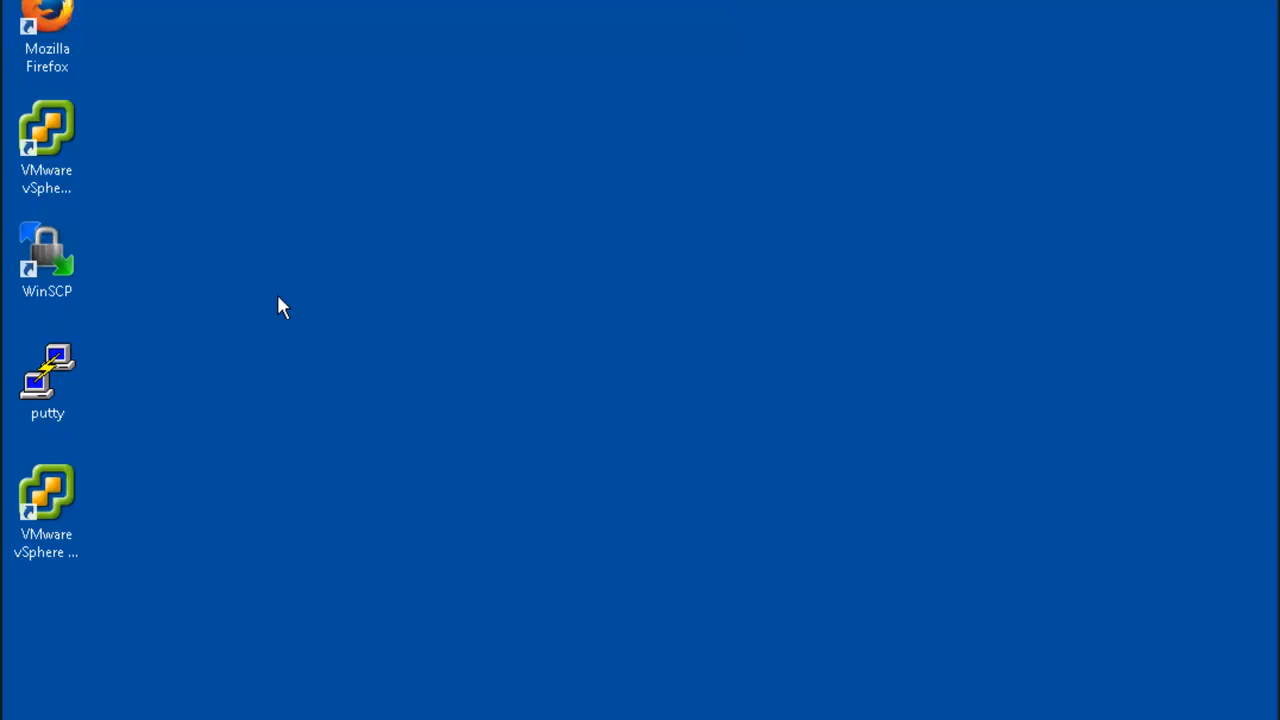 Mozilla
Firefox
VMware
vSphe...
WinSCP
putty
VMware
vSphere ...